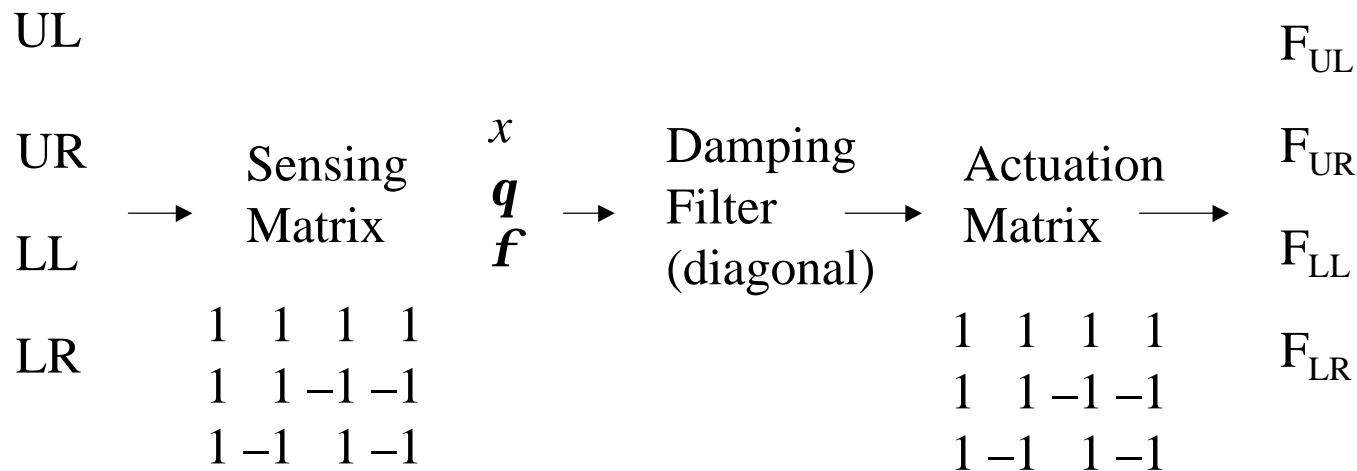 UL
UR
LL
LR
Sensing
Matrix
1 1 1 1
1 1 –1 –1
1 –1 1 –1
x
q
f
Damping
Filter
(diagonal)
Actuation
Matrix
1 1 1 1
1 1 –1 –1
1 –1 1 –1
F_UL
F_UR
F_LL
F_LR